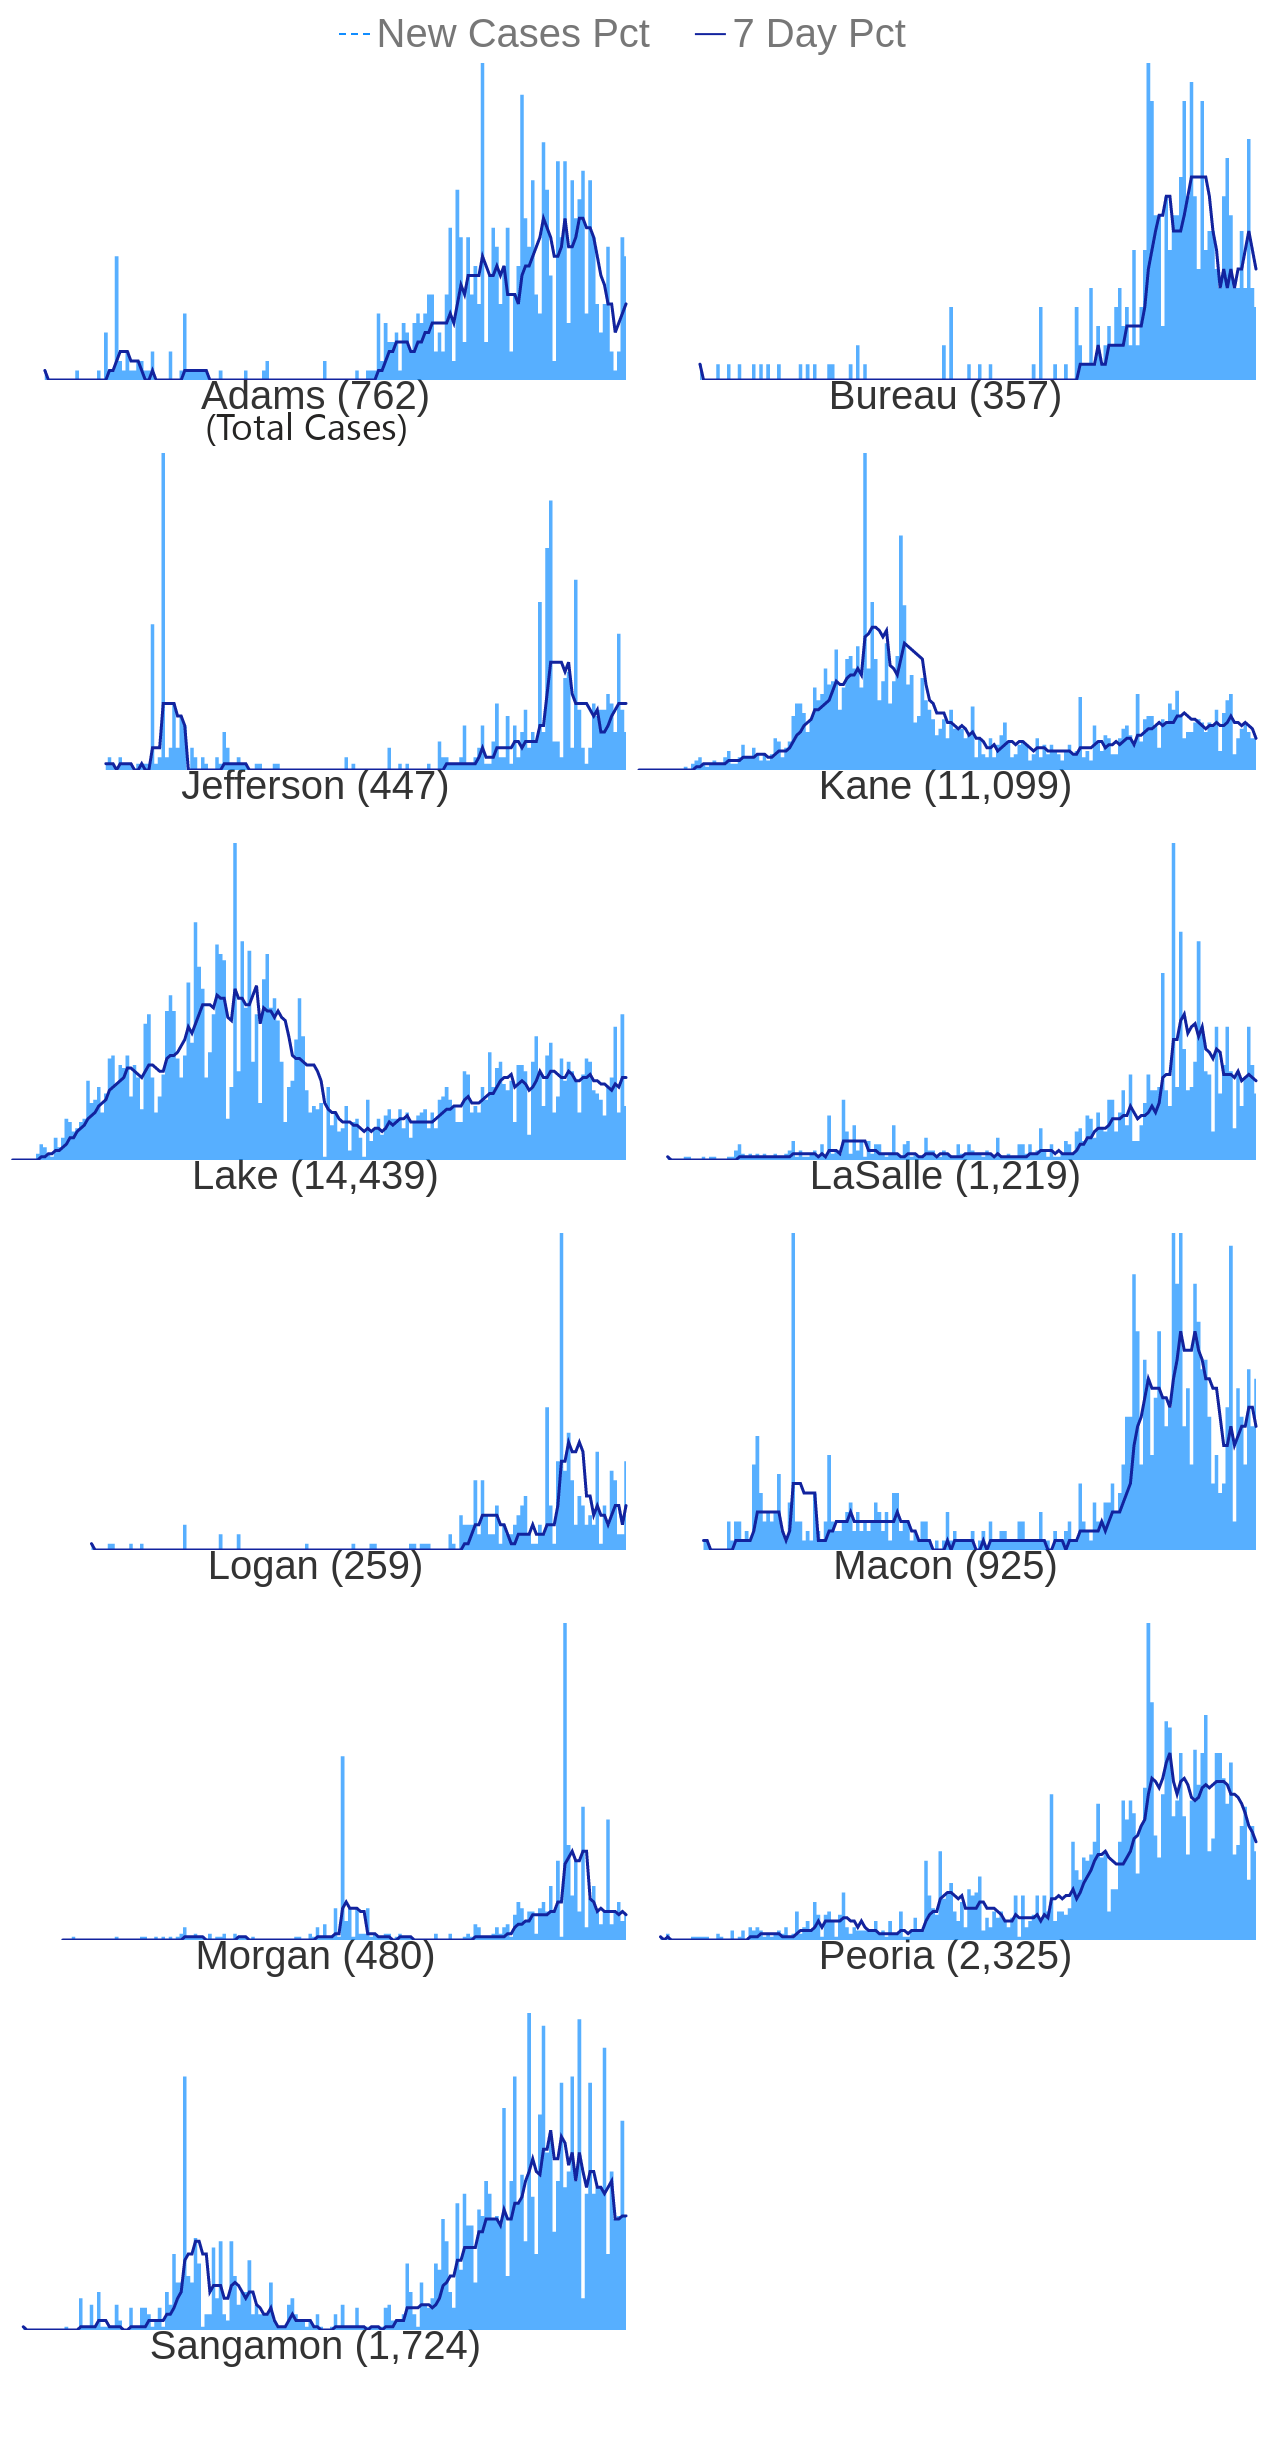 New Cases Pct 7 Day Pct
Adams (762) Bureau (357)
(Total Cases)
Jefferson (447) Kane (11,099)
Lake (14,439) LaSalle (1,219)
Logan (259) Macon (925)
Morgan (480) Peoria (2,325)
Sangamon (1,724)